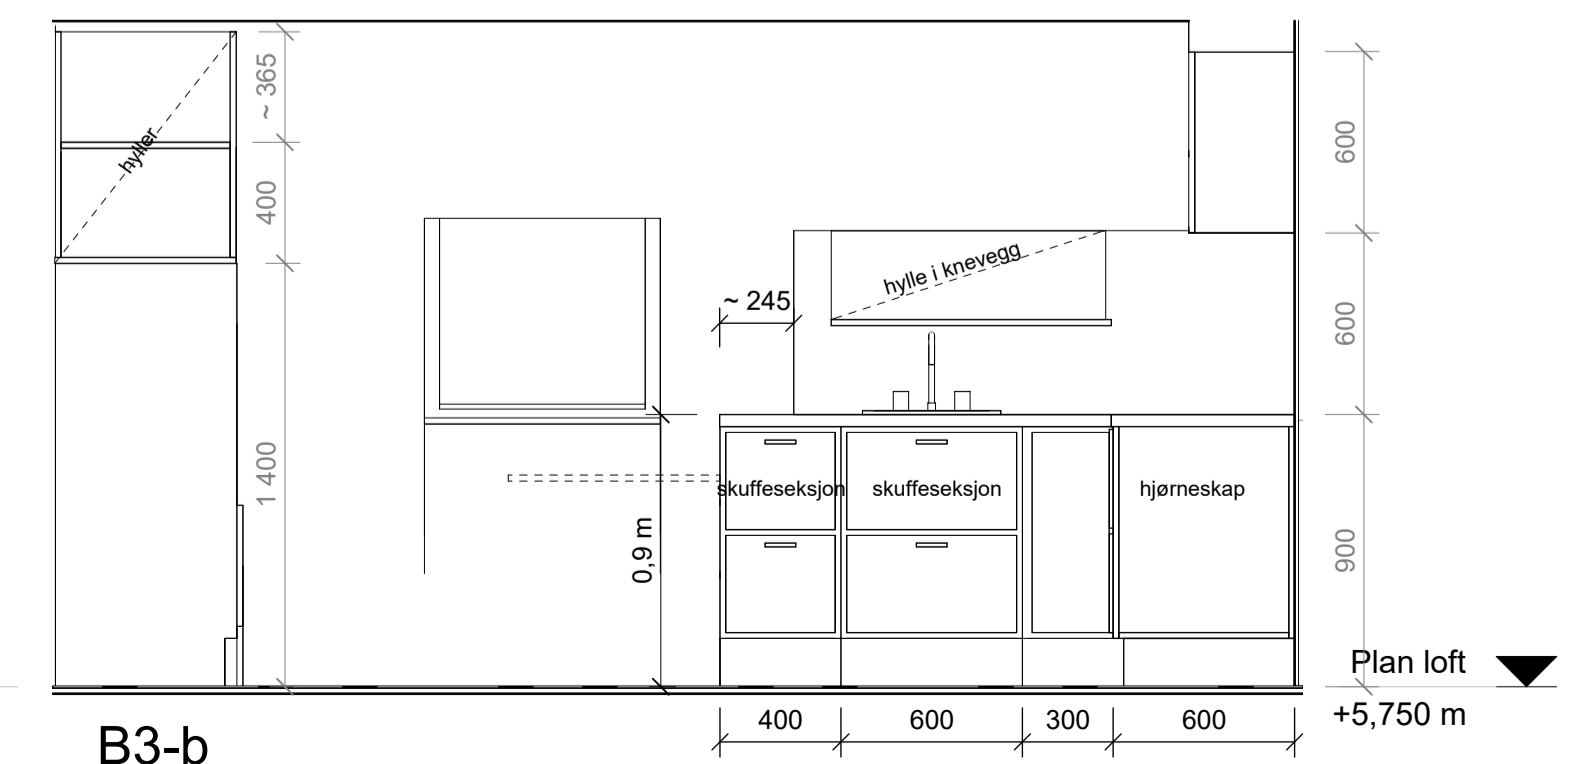 ~ 365
600
hyller
400
hylle i knevegg
~ 245
600
1 400
skuffeseksjon
skuffeseksjon
hjørneskap
0,9 m
900
Plan loft
400
600
300
600
+5,750 m
B3-b